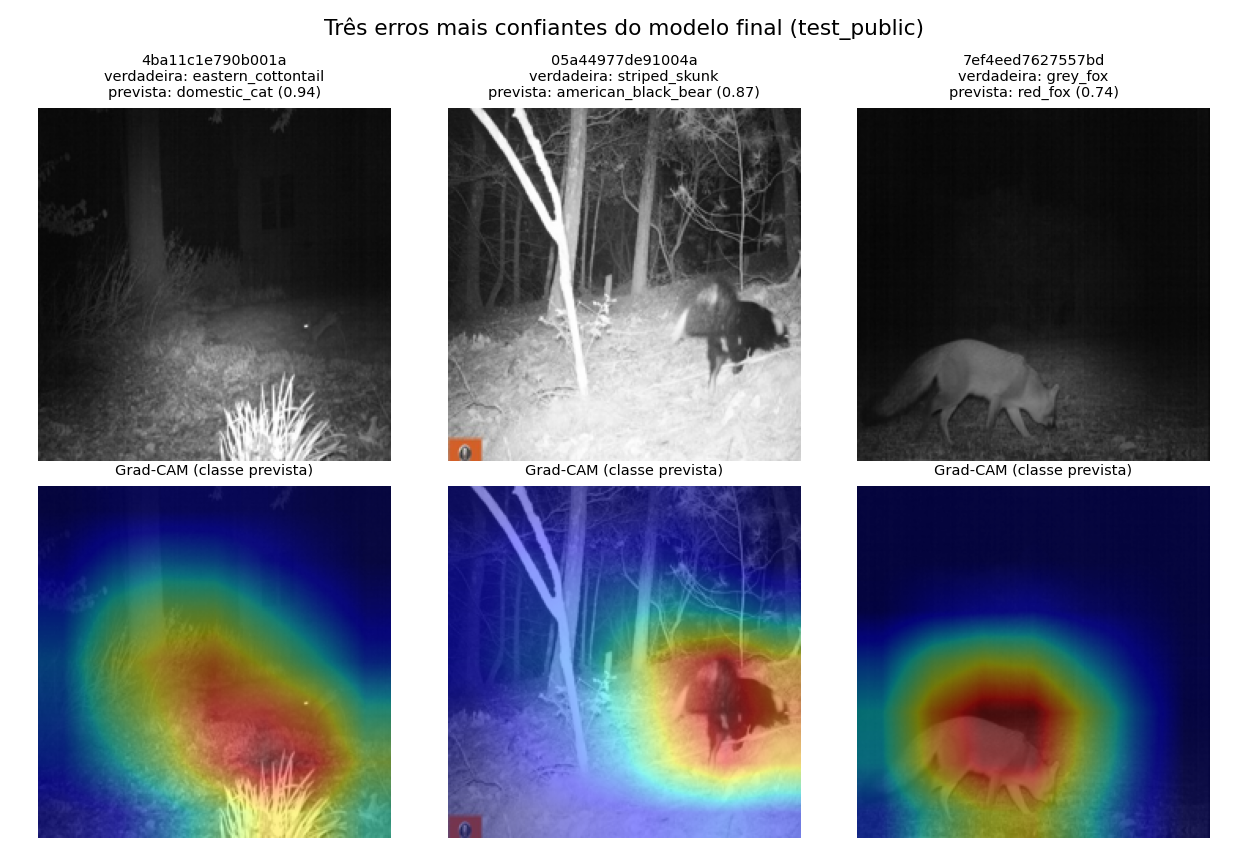 Três erros mais confiantes do modelo final (test_public)
4ba11c1e790b001a
verdadeira: eastern_cottontail
prevista: domestic_cat (0.94)
05a44977de91004a
verdadeira: striped_skunk
prevista: american_black_bear (0.87)
7ef4eed7627557bd
verdadeira: grey_fox
prevista: red_fox (0.74)
Grad-CAM (classe prevista)
Grad-CAM (classe prevista)
Grad-CAM (classe prevista)